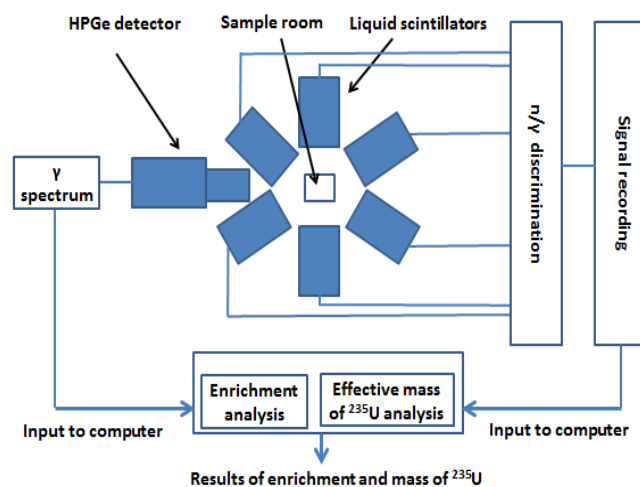 HPGe detector
Sample room
Liquid scintillators
γ
spectrum
n/γ discrimination
Signal recording
Enrichment
analysis
Effective mass
of ²³⁵U analysis
Input to computer
Input to computer
Results of enrichment and mass of ²³⁵U